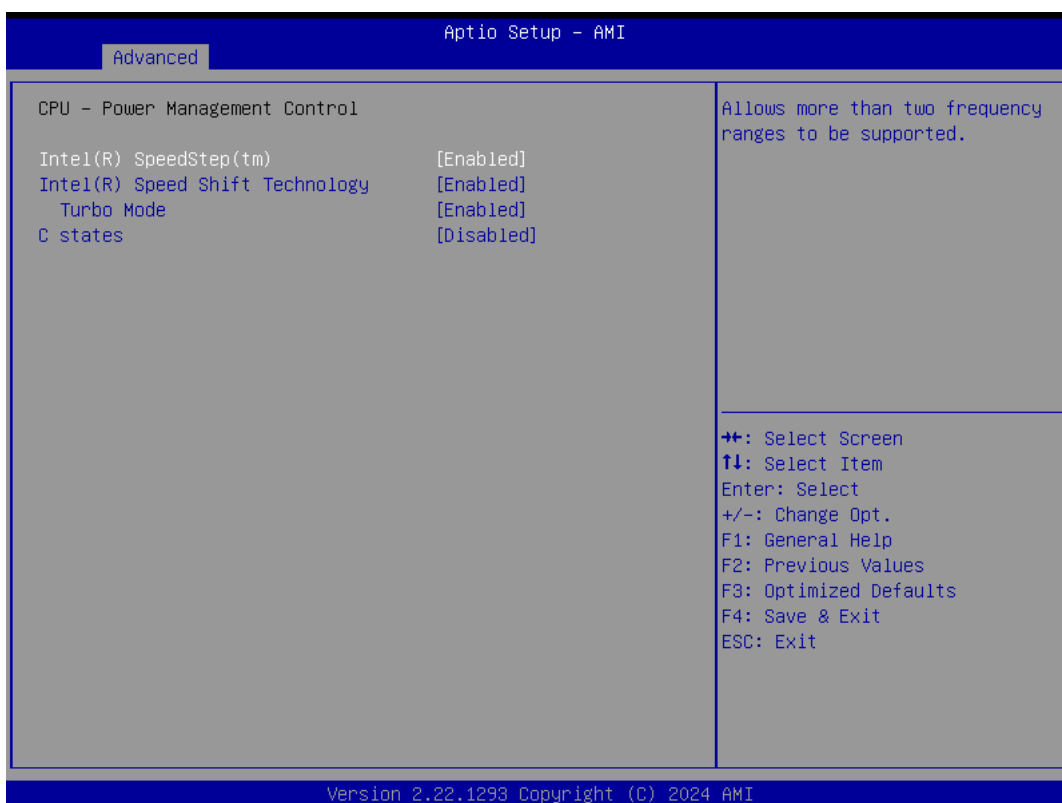 Aptio Setup – AMI
Advanced
CPU – Power Management Control
Intel(R) SpeedStep(tm) [Enabled]
Intel(R) Speed Shift Technology [Enabled]
Turbo Mode [Enabled]
C states [Disabled]
Allows more than two frequency
ranges to be supported.
→←: Select Screen
↑↓: Select Item
Enter: Select
+/-: Change Opt.
F1: General Help
F2: Previous Values
F3: Optimized Defaults
F4: Save & Exit
ESC: Exit
Version 2.22.1293 Copyright (C) 2024 AMI